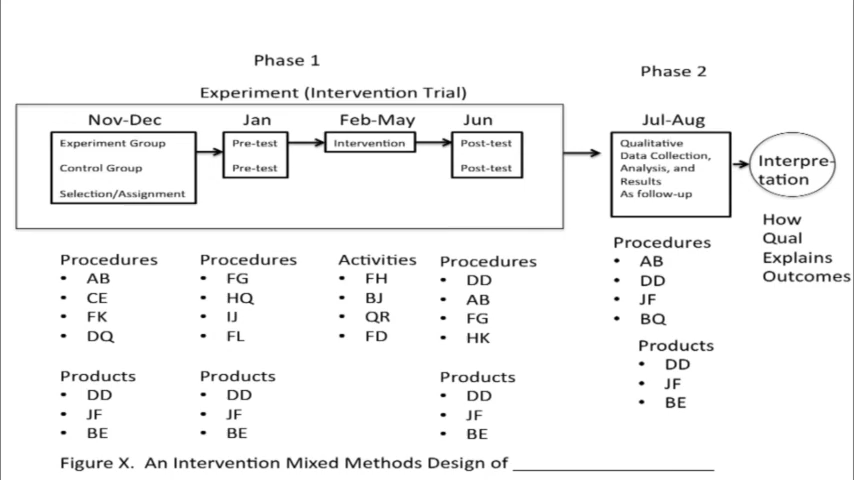 Phase 1
Phase 2
Experiment (Intervention Trial)
Nov-Dec
Jan
Feb-May
Jun
Jul-Aug
Experiment Group
Control Group
Selection/Assignment
Pre-test
Pre-test
Intervention
Post-test
Post-test
Qualitative
Data Collection,
Analysis, and
Results
As follow-up
Interpre-
tation
How
Qual
Explains
Outcomes
Procedures
• AB
• CE
• FK
• DQ
Products
• DD
• JF
• BE
Procedures
• FG
• HQ
• IJ
• FL
Products
• DD
• JF
• BE
Activities
• FH
• BJ
• QR
• FD
Procedures
• DD
• AB
• FG
• HK
Products
• DD
• JF
• BE
Procedures
• AB
• DD
• JF
• BQ
Products
• DD
• JF
• BE
Figure X. An Intervention Mixed Methods Design of ____________________